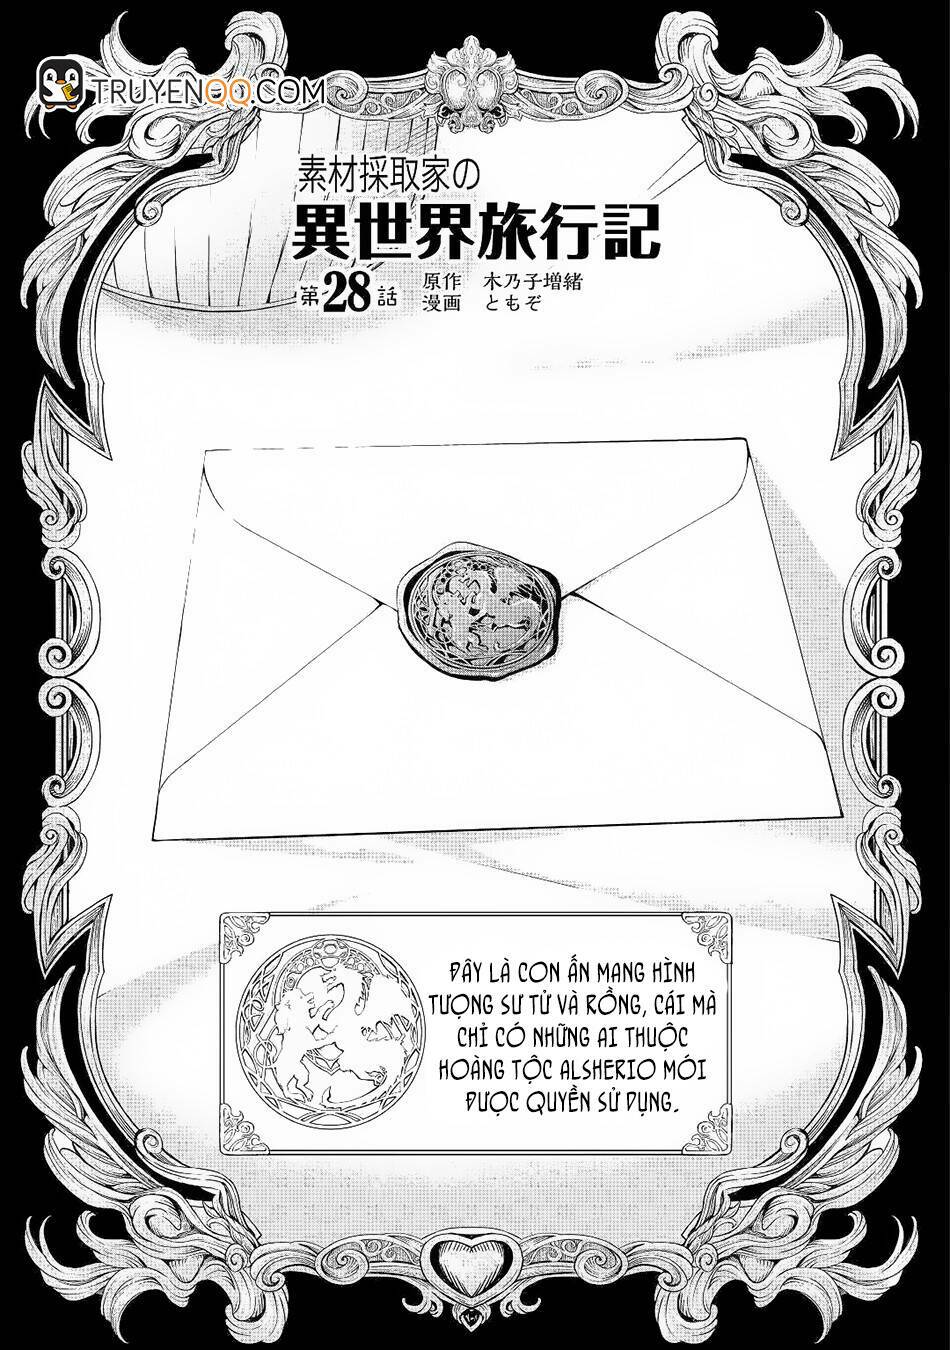 TRUYENQQ.COM
素材採取家の
異世界旅行記
第28話
原作 木乃子増緒
漫画 ともぞ
ĐÂY LÀ CON ẤN MANG HÌNH
TƯỢNG SƯ TỬ VÀ RỒNG, CÁI MÀ
CHỈ CÓ NHỮNG AI THUỘC
HOÀNG TỘC ALSHERIO MỚI
ĐƯỢC QUYỀN SỬ DỤNG.